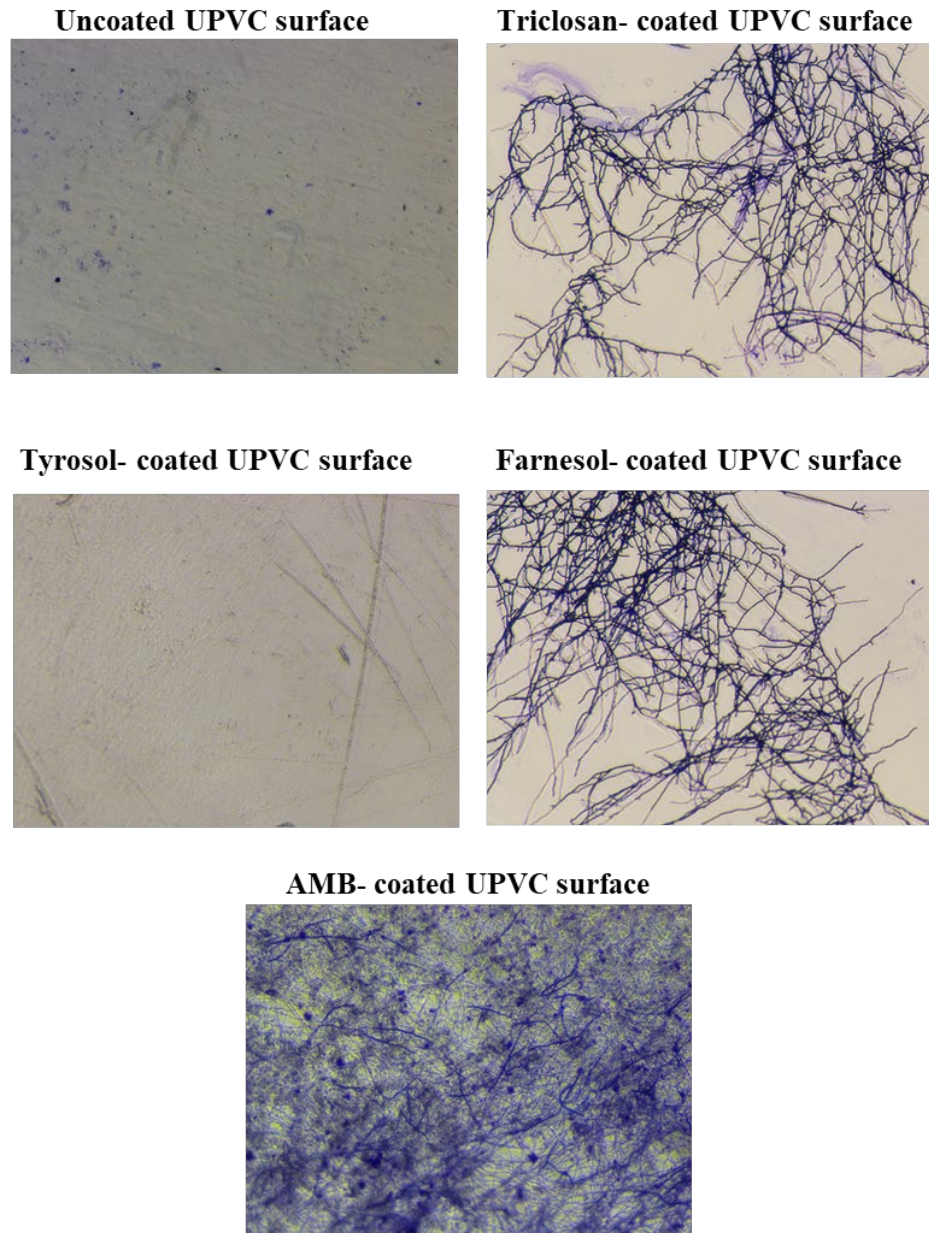 Uncoated UPVC surface
Triclosan- coated UPVC surface
Tyrosol- coated UPVC surface
Farnesol- coated UPVC surface
AMB- coated UPVC surface